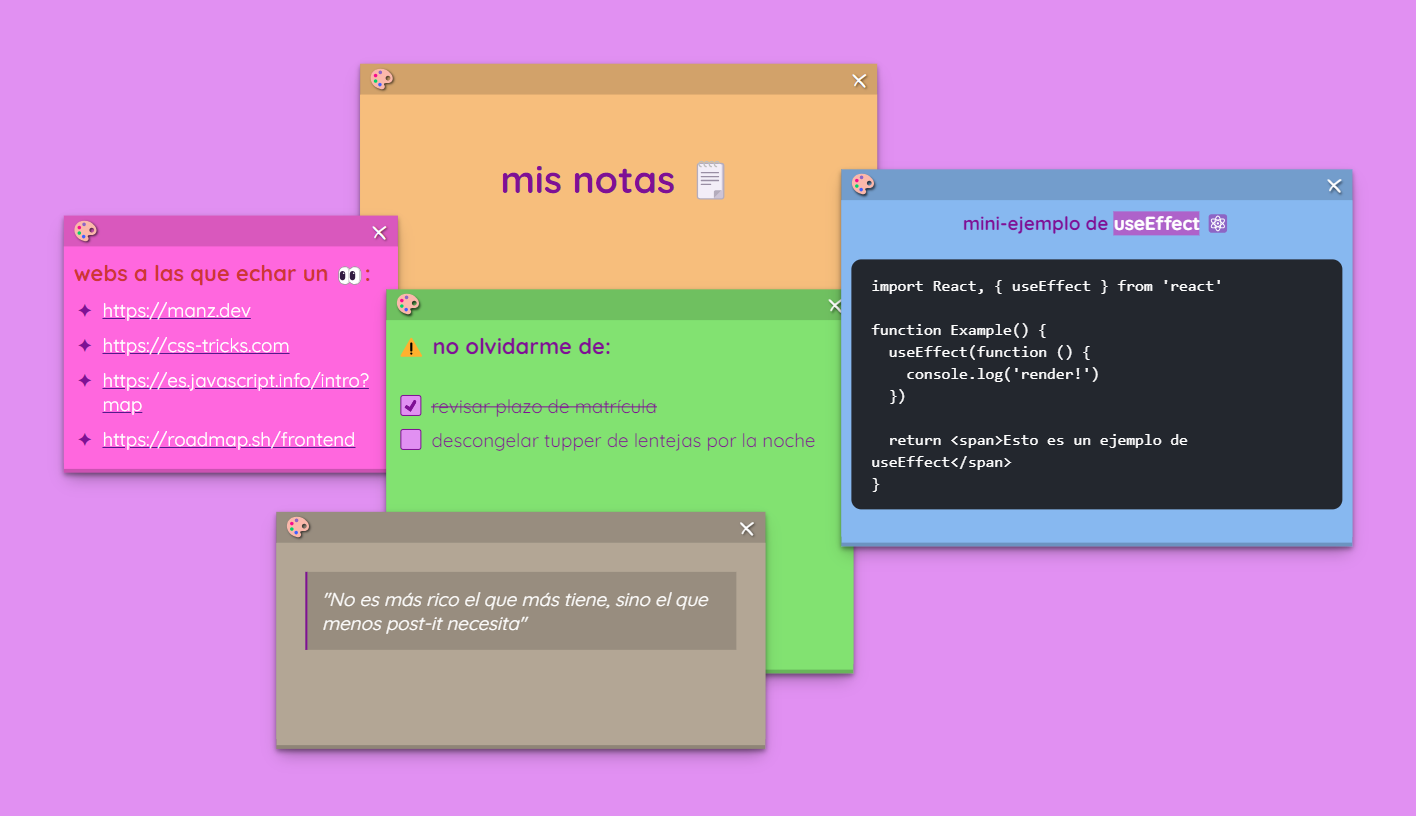 mis notas
webs a las que echar un 👀:
https://manz.dev
https://css-tricks.com
https://es.javascript.info/intro?
map
https://roadmap.sh/frontend
⚠️ no olvidarme de:
revisar plazo de matrícula
descongelar tupper de lentejas por la noche
"No es más rico el que más tiene, sino el que
menos post-it necesita"
mini-ejemplo de useEffect ⚛️
import React, { useEffect } from 'react'

function Example() {
  useEffect(function () {
    console.log('render!')
  })

  return <span>Esto es un ejemplo de
useEffect</span>
}